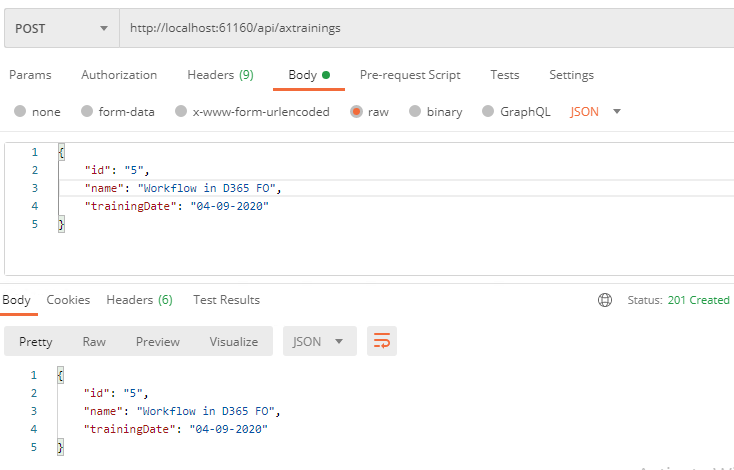 POST http://localhost:61160/api/axtrainings
Params Authorization Headers (9) Body Pre-request Script Tests Settings
none form-data x-www-form-urlencoded raw binary GraphQL JSON
1 {
2 "id": "5",
3 "name": "Workflow in D365 FO",
4 "trainingDate": "04-09-2020"
5 }
Body Cookies Headers (6) Test Results Status: 201 Created
Pretty Raw Preview Visualize JSON
1 {
2 "id": "5",
3 "name": "Workflow in D365 FO",
4 "trainingDate": "04-09-2020"
5 }